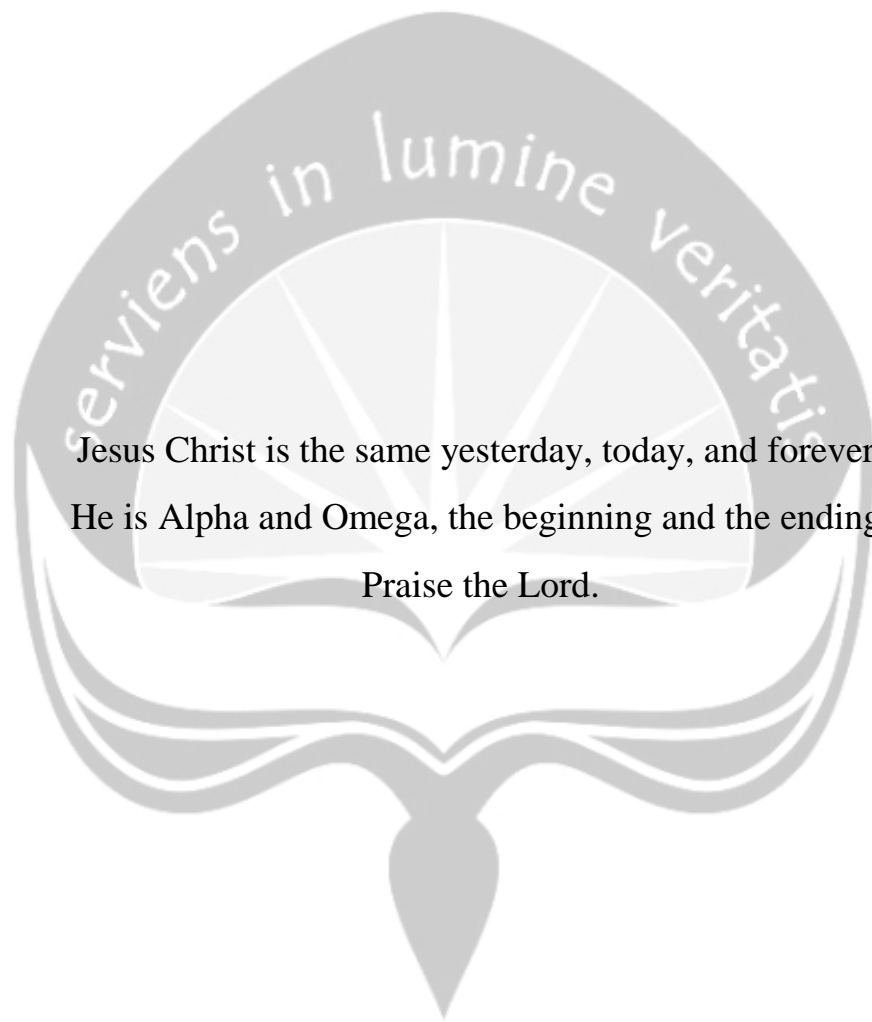 serviens in lumine veritatis
Jesus Christ is the same yesterday, today, and forever
He is Alpha and Omega, the beginning and the ending
Praise the Lord.